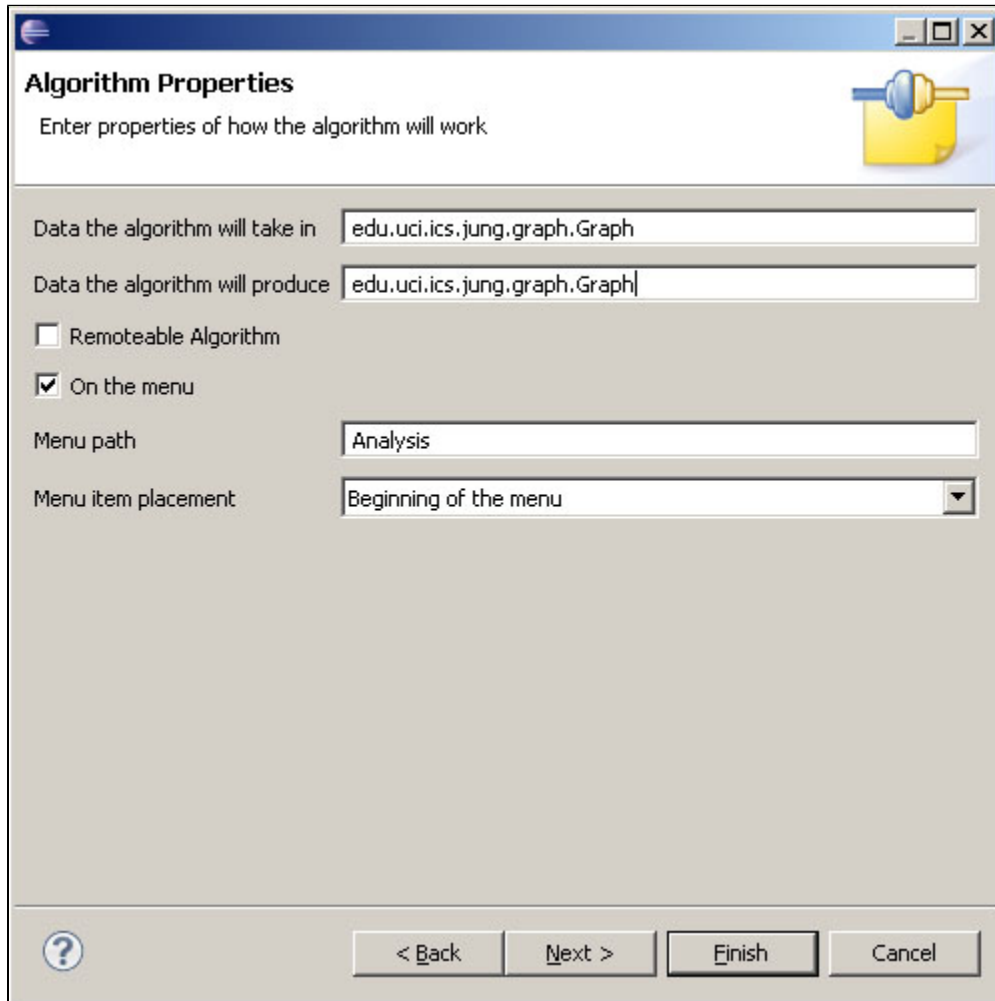 Algorithm Properties
Enter properties of how the algorithm will work
Data the algorithm will take in edu.uci.ics.jung.graph.Graph
Data the algorithm will produce edu.uci.ics.jung.graph.Graph
Remoteable Algorithm
On the menu
Menu path Analysis
Menu item placement Beginning of the menu
? < Back Next > Finish Cancel